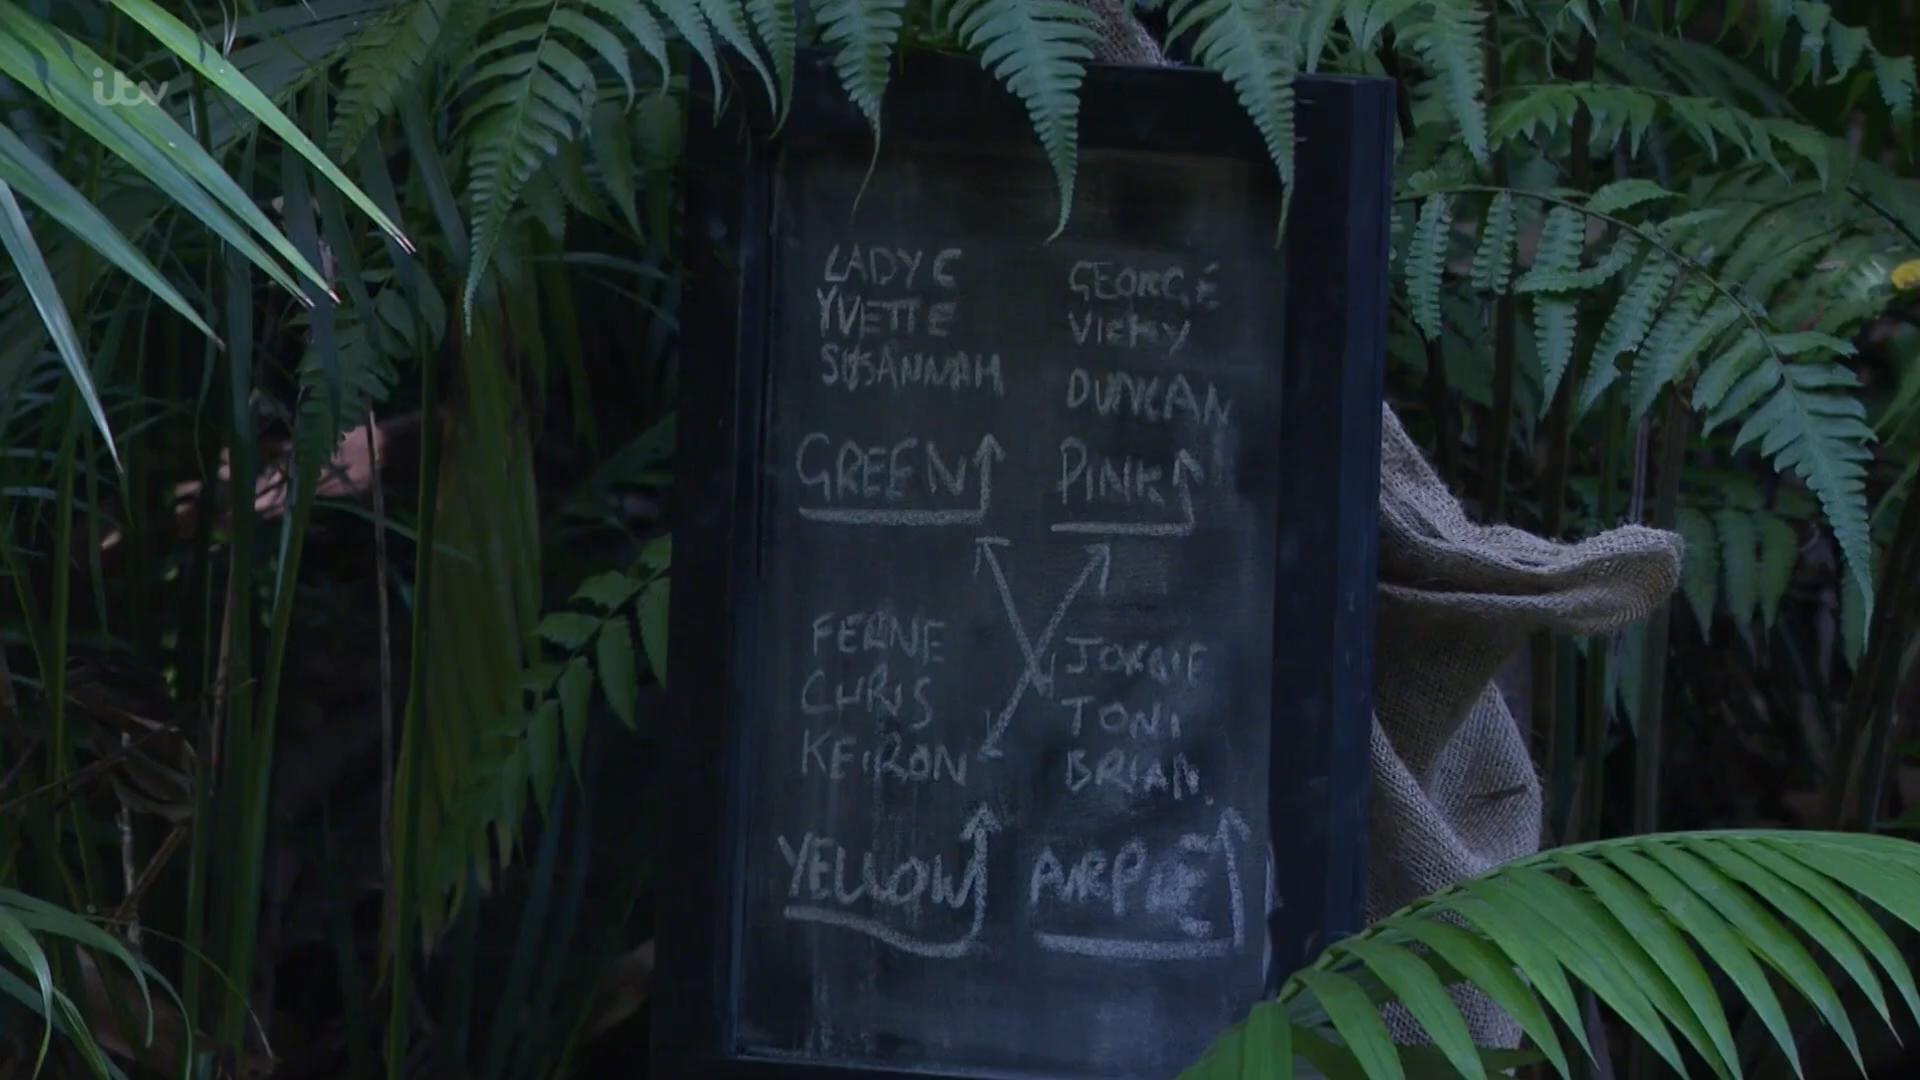 itv
LADY C
YVETTE
SUSANNAH
GREEN
GEORGE
VICKY
DUNCAN
PINK
FERNE
CHRIS
KEIRON
YELLOW
JORGIE
TONI
BRIAN
PURPLE